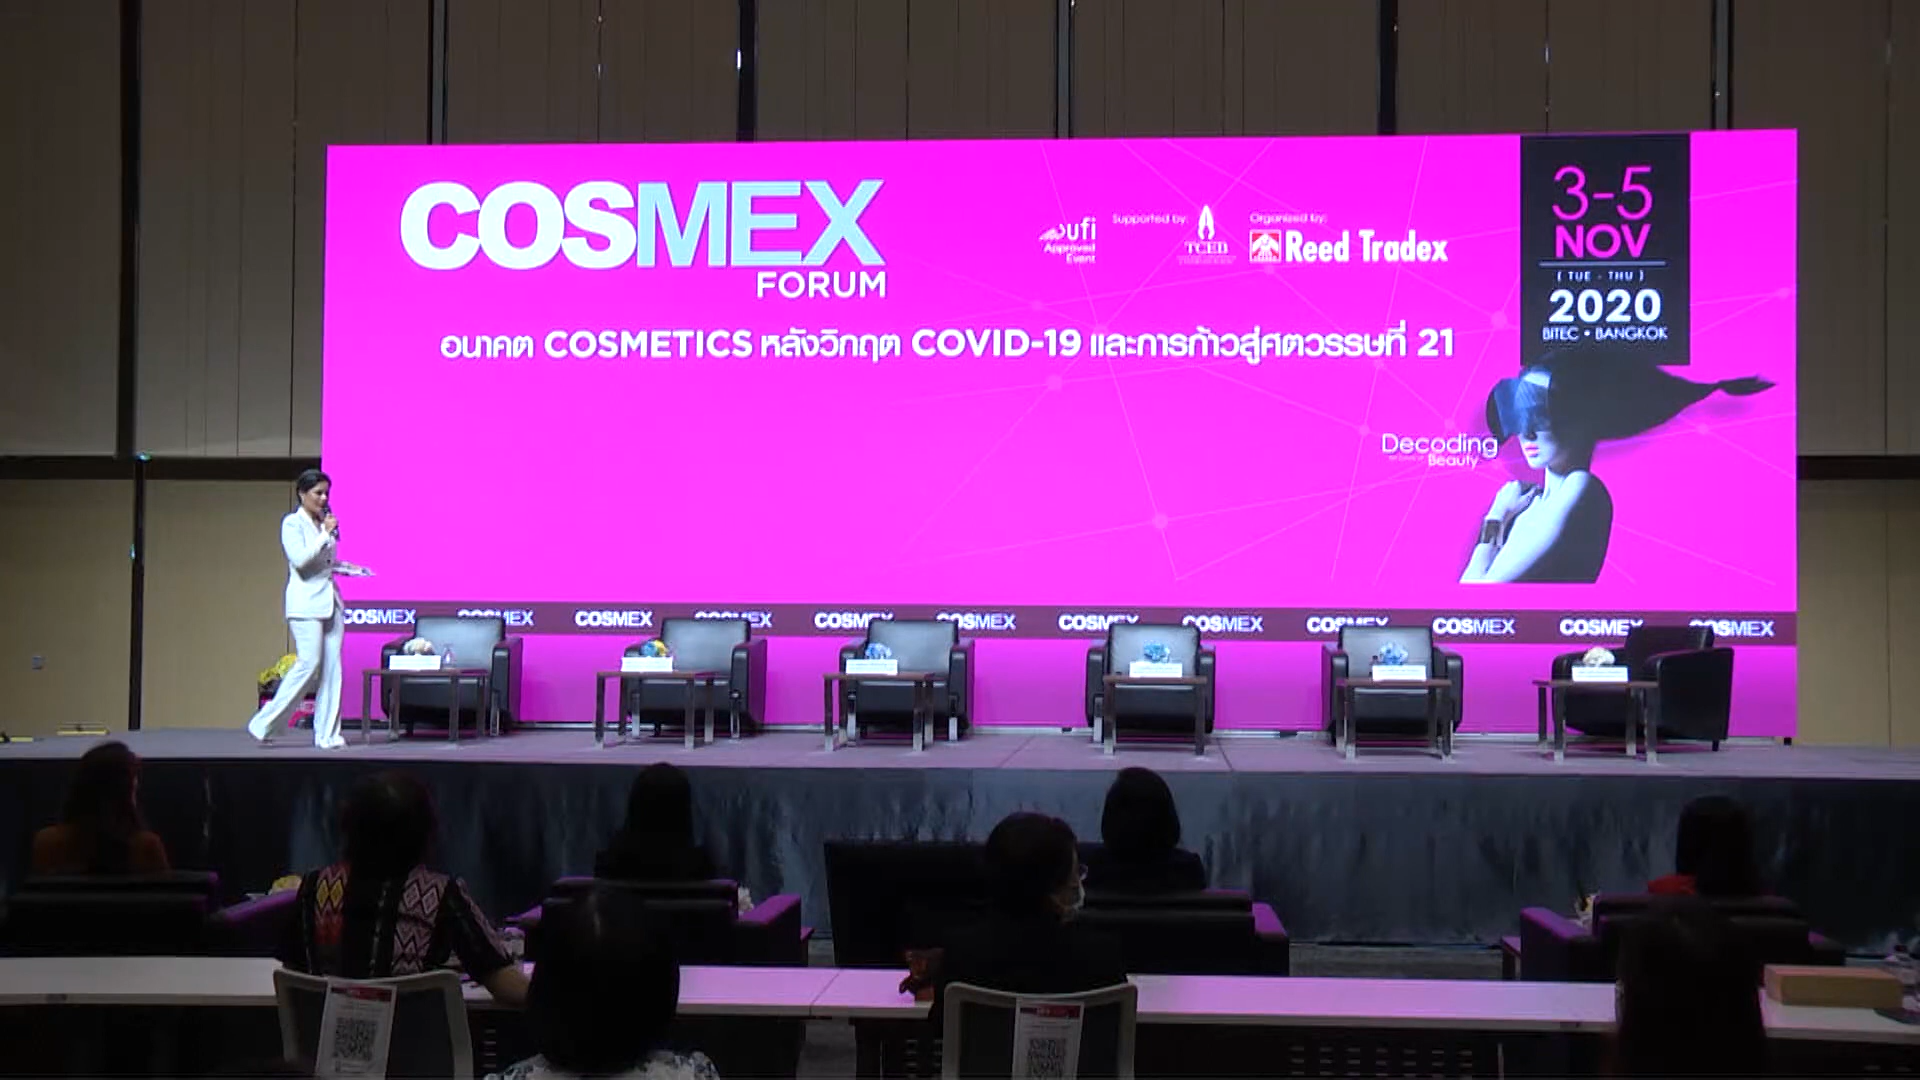 COSMEX
FORUM
ufi
Approved
Event
Supported by:
TCEB
Organised by:
Reed Tradex
3-5
NOV
( TUE - THU )
2020
BITEC • BANGKOK
อนาคต COSMETICS หลังวิกฤต COVID-19 และการก้าวสู่ศตวรรษที่ 21
Decoding
Beauty
COSMEX COSMEX COSMEX COSMEX COSMEX COSMEX COSMEX COSMEX COSMEX COSMEX COSMEX COSMEX